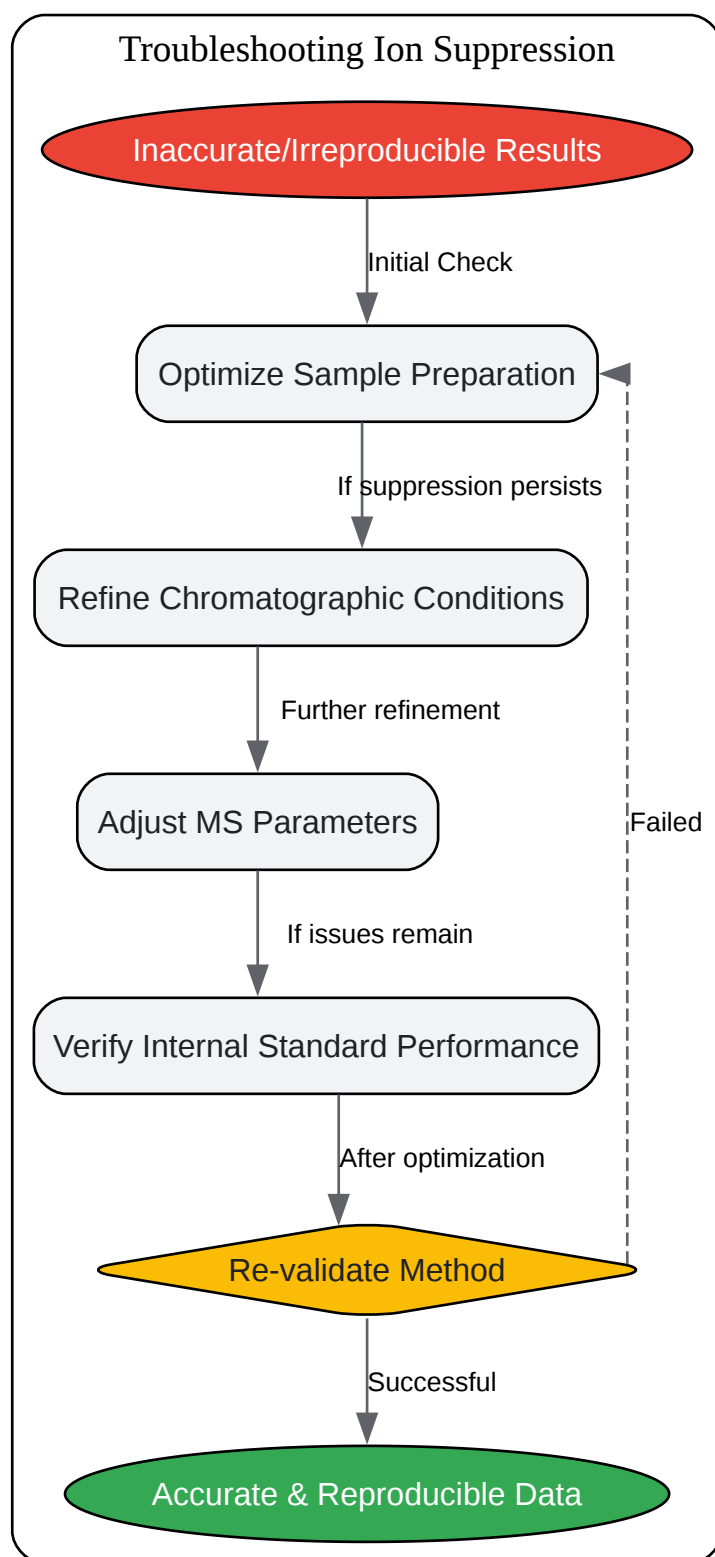 Troubleshooting Ion Suppression
Inaccurate/Irreproducible Results
Initial Check
Optimize Sample Preparation
If suppression persists
Refine Chromatographic Conditions
Further refinement
Adjust MS Parameters
Failed
If issues remain
Verify Internal Standard Performance
After optimization
Re-validate Method
Successful
Accurate & Reproducible Data